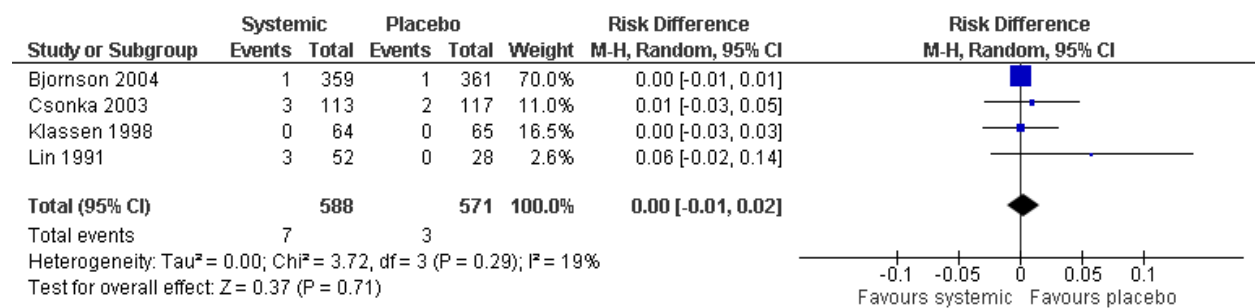 Systemic Placebo Risk Difference Risk Difference
Study or Subgroup Events Total Events Total Weight M-H, Random, 95% CI M-H, Random, 95% CI
Bjornson 2004 1 359 1 361 70.0% 0.00 [-0.01, 0.01]
Csonka 2003 3 113 2 117 11.0% 0.01 [-0.03, 0.05]
Klassen 1998 0 64 0 65 16.5% 0.00 [-0.03, 0.03]
Lin 1991 3 52 0 28 2.6% 0.06 [-0.02, 0.14]
Total (95% CI) 588 571 100.0% 0.00 [-0.01, 0.02]
Total events 7 3
Heterogeneity: Tau² = 0.00; Chi² = 3.72, df = 3 (P = 0.29); I² = 19%
Test for overall effect: Z = 0.37 (P = 0.71)
-0.1 -0.05 0 0.05 0.1
Favours systemic Favours placebo